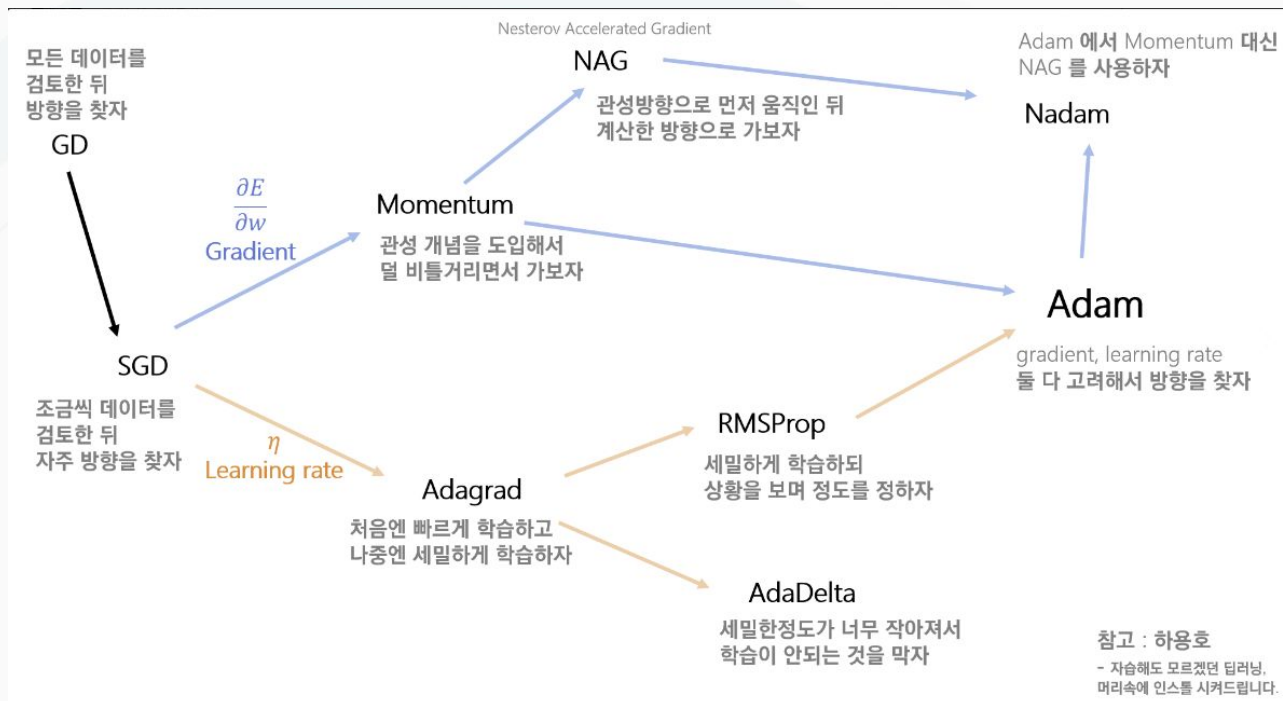 모든 데이터를
검토한 뒤
방향을 찾자
GD
Nesterov Accelerated Gradient
NAG
관성방향으로 먼저 움직인 뒤
계산한 방향으로 가보자
Adam 에서 Momentum 대신
NAG 를 사용하자
Nadam
∂E
∂w
Gradient
Momentum
관성 개념을 도입해서
덜 비틀거리면서 가보자
Adam
gradient, learning rate
둘 다 고려해서 방향을 찾자
SGD
조금씩 데이터를
검토한 뒤
자주 방향을 찾자
η
Learning rate
Adagrad
처음엔 빠르게 학습하고
나중엔 세밀하게 학습하자
RMSProp
세밀하게 학습하되
상황을 보며 정도를 정하자
AdaDelta
세밀한정도가 너무 작아져서
학습이 안되는 것을 막자
참고 : 하용호
- 자습해도 모르겠던 딥러닝,
머리속에 인스톨 시켜드립니다.